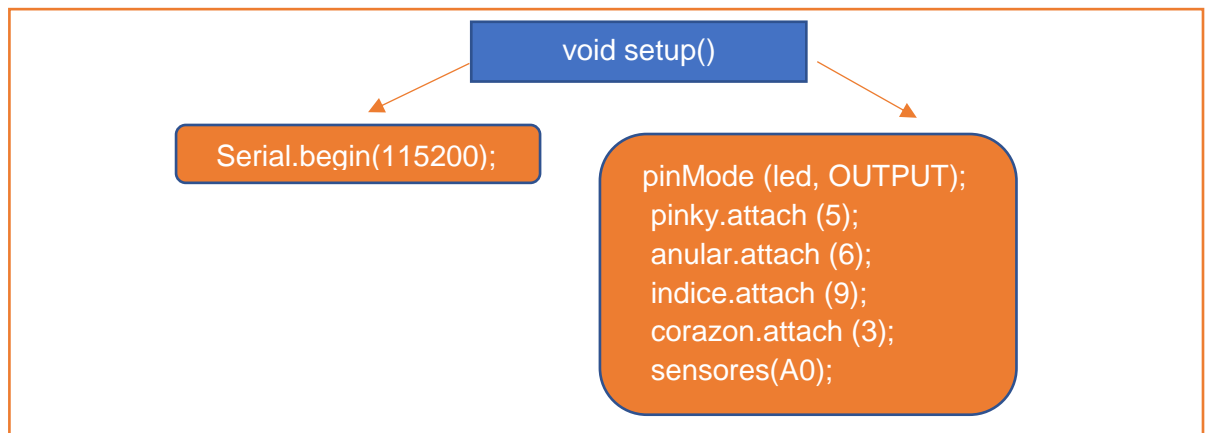 void setup()
Serial.begin(115200);
pinMode (led, OUTPUT);
pinky.attach (5);
anular.attach (6);
indice.attach (9);
corazon.attach (3);
sensores(A0);